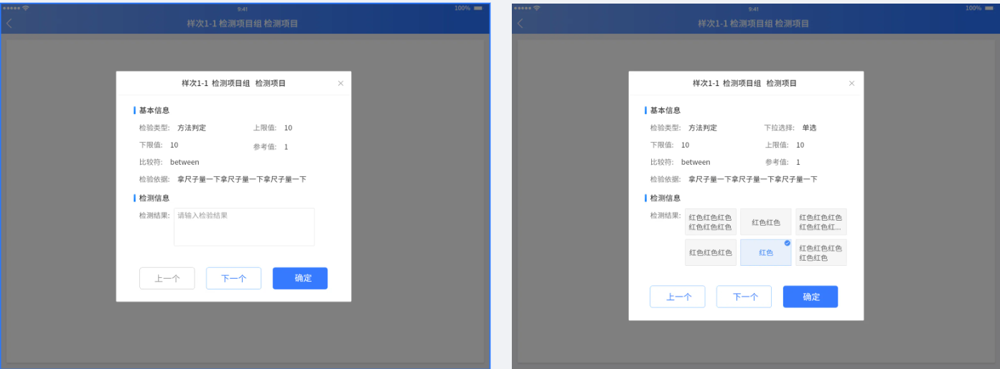 9:41
100%
样次1-1 检测项目组 检测项目
样次1-1 检测项目组 检测项目
基本信息
检验类型: 方法判定 上限值: 10
下限值: 10 参考值: 1
比较符: between
检验依据: 拿尺子量一下拿尺子量一下拿尺子量一下
检测信息
检测结果: 请输入检验结果
上一个 下一个 确定
9:41
100%
样次1-1 检测项目组 检测项目
样次1-1 检测项目组 检测项目
基本信息
检验类型: 方法判定 下拉选择: 单选
下限值: 10 上限值: 10
比较符: between 参考值: 1
检验依据: 拿尺子量一下拿尺子量一下拿尺子量一下
检测信息
检测结果:
红色红色红色
红色红色红色
红色红色
红色红色红色
红色红色红...
红色红色红色
红色
红色红色红色
红色红色
上一个 下一个 确定